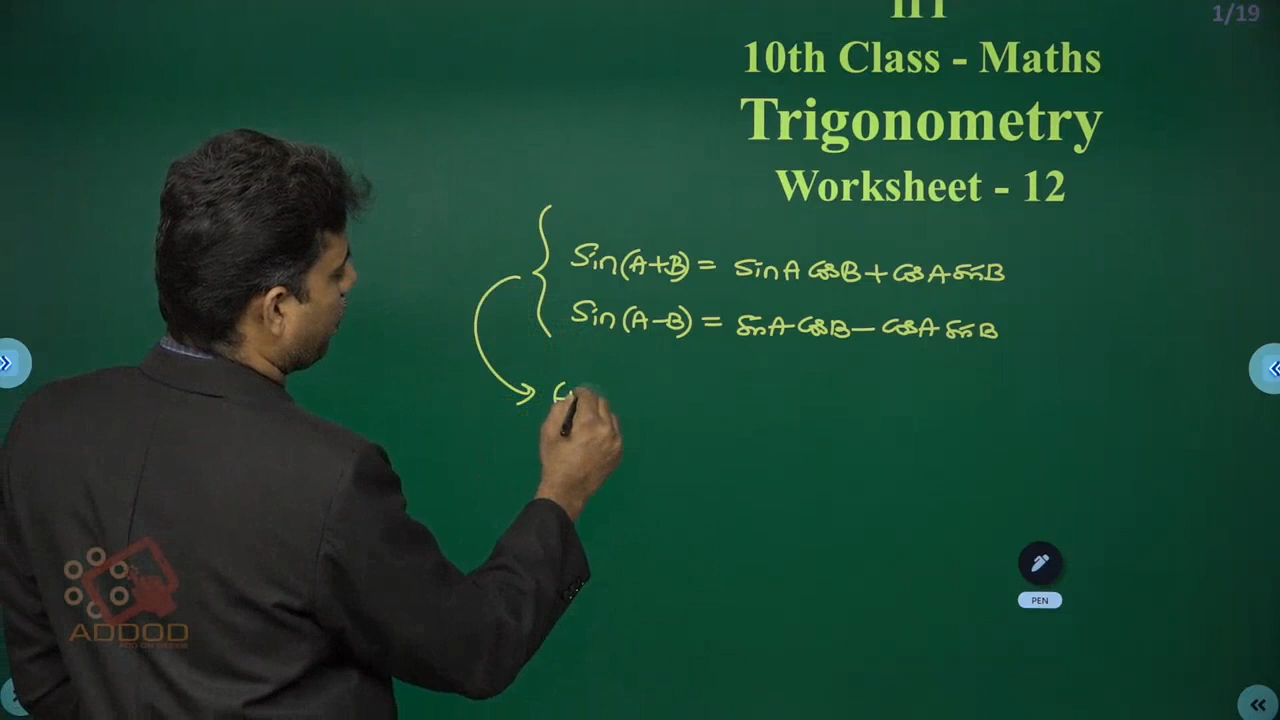 1/19
IIT
10th Class - Maths
Trigonometry
Worksheet - 12
Sin(A+B) = SinA CosB + CosA SinB
Sin(A-B) = SinA CosB - CosA SinB
PEN
ADDOD